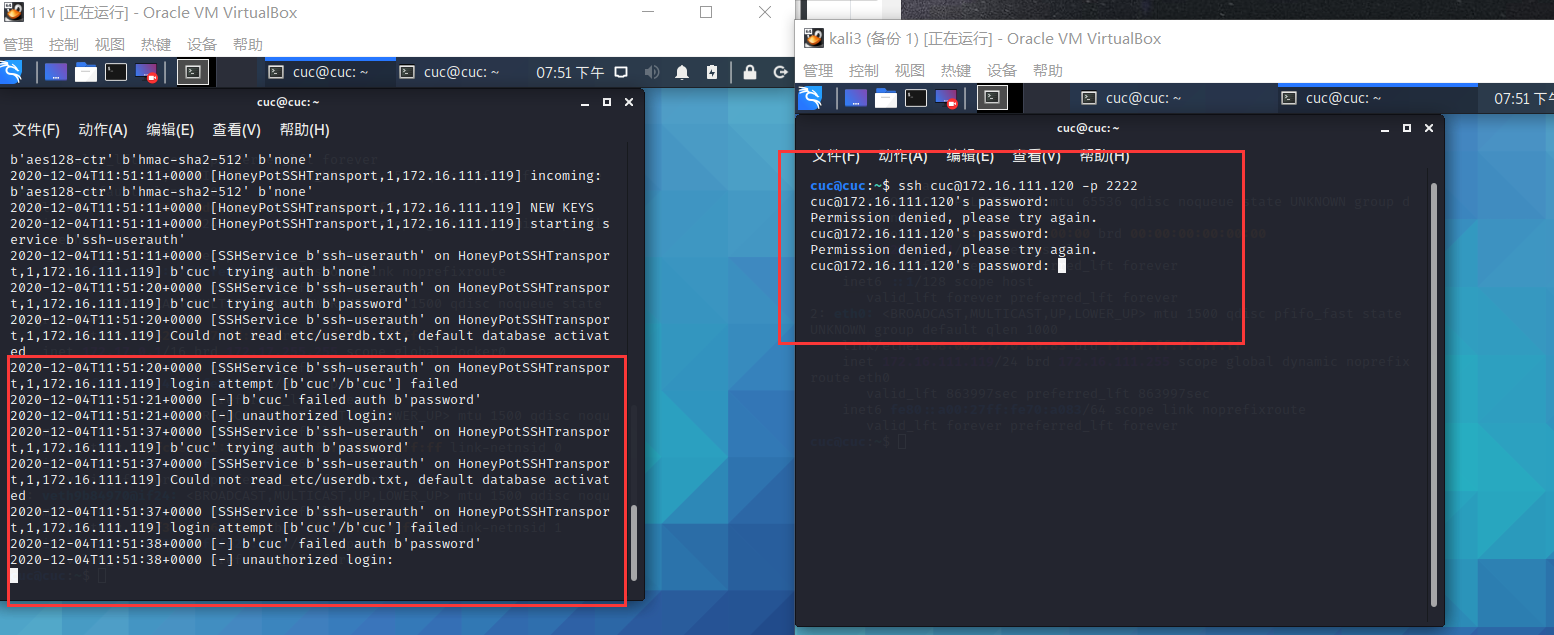 11v [正在运行] - Oracle VM VirtualBox
管理 控制 视图 热键 设备 帮助
cuc@cuc: ~ cuc@cuc: ~ 07:51 下午
cuc@cuc: ~
文件(F) 动作(A) 编辑(E) 查看(V) 帮助(H)
b'aes128-ctr' b'hmac-sha2-512' b'none'
2020-12-04T11:51:11+0000 [HoneyPotSSHTransport,1,172.16.111.119] incoming:
b'aes128-ctr' b'hmac-sha2-512' b'none'
2020-12-04T11:51:11+0000 [HoneyPotSSHTransport,1,172.16.111.119] NEW KEYS
2020-12-04T11:51:11+0000 [HoneyPotSSHTransport,1,172.16.111.119] starting s
ervice b'ssh-userauth'
2020-12-04T11:51:11+0000 [SSHService b'ssh-userauth' on HoneyPotSSHTranspor
t,1,172.16.111.119] b'cuc' trying auth b'none'
2020-12-04T11:51:20+0000 [SSHService b'ssh-userauth' on HoneyPotSSHTranspor
t,1,172.16.111.119] b'cuc' trying auth b'password'
2020-12-04T11:51:20+0000 [SSHService b'ssh-userauth' on HoneyPotSSHTranspor
t,1,172.16.111.119] Could not read etc/userdb.txt, default database activat
ed
2020-12-04T11:51:20+0000 [SSHService b'ssh-userauth' on HoneyPotSSHTranspor
t,1,172.16.111.119] login attempt [b'cuc'/b'cuc'] failed
2020-12-04T11:51:21+0000 [-] b'cuc' failed auth b'password'
2020-12-04T11:51:21+0000 [-] unauthorized login:
2020-12-04T11:51:37+0000 [SSHService b'ssh-userauth' on HoneyPotSSHTranspor
t,1,172.16.111.119] b'cuc' trying auth b'password'
2020-12-04T11:51:37+0000 [SSHService b'ssh-userauth' on HoneyPotSSHTranspor
t,1,172.16.111.119] Could not read etc/userdb.txt, default database activat
ed
2020-12-04T11:51:37+0000 [SSHService b'ssh-userauth' on HoneyPotSSHTranspor
t,1,172.16.111.119] login attempt [b'cuc'/b'cuc'] failed
2020-12-04T11:51:38+0000 [-] b'cuc' failed auth b'password'
2020-12-04T11:51:38+0000 [-] unauthorized login:
kali3 (备份 1) [正在运行] - Oracle VM VirtualBox
管理 控制 视图 热键 设备 帮助
cuc@cuc: ~ cuc@cuc: ~ 07:51 下午
cuc@cuc: ~
文件(F) 动作(A) 编辑(E) 查看(V) 帮助(H)
cuc@cuc:~$ ssh cuc@172.16.111.120 -p 2222
cuc@172.16.111.120's password:
Permission denied, please try again.
cuc@172.16.111.120's password:
Permission denied, please try again.
cuc@172.16.111.120's password: